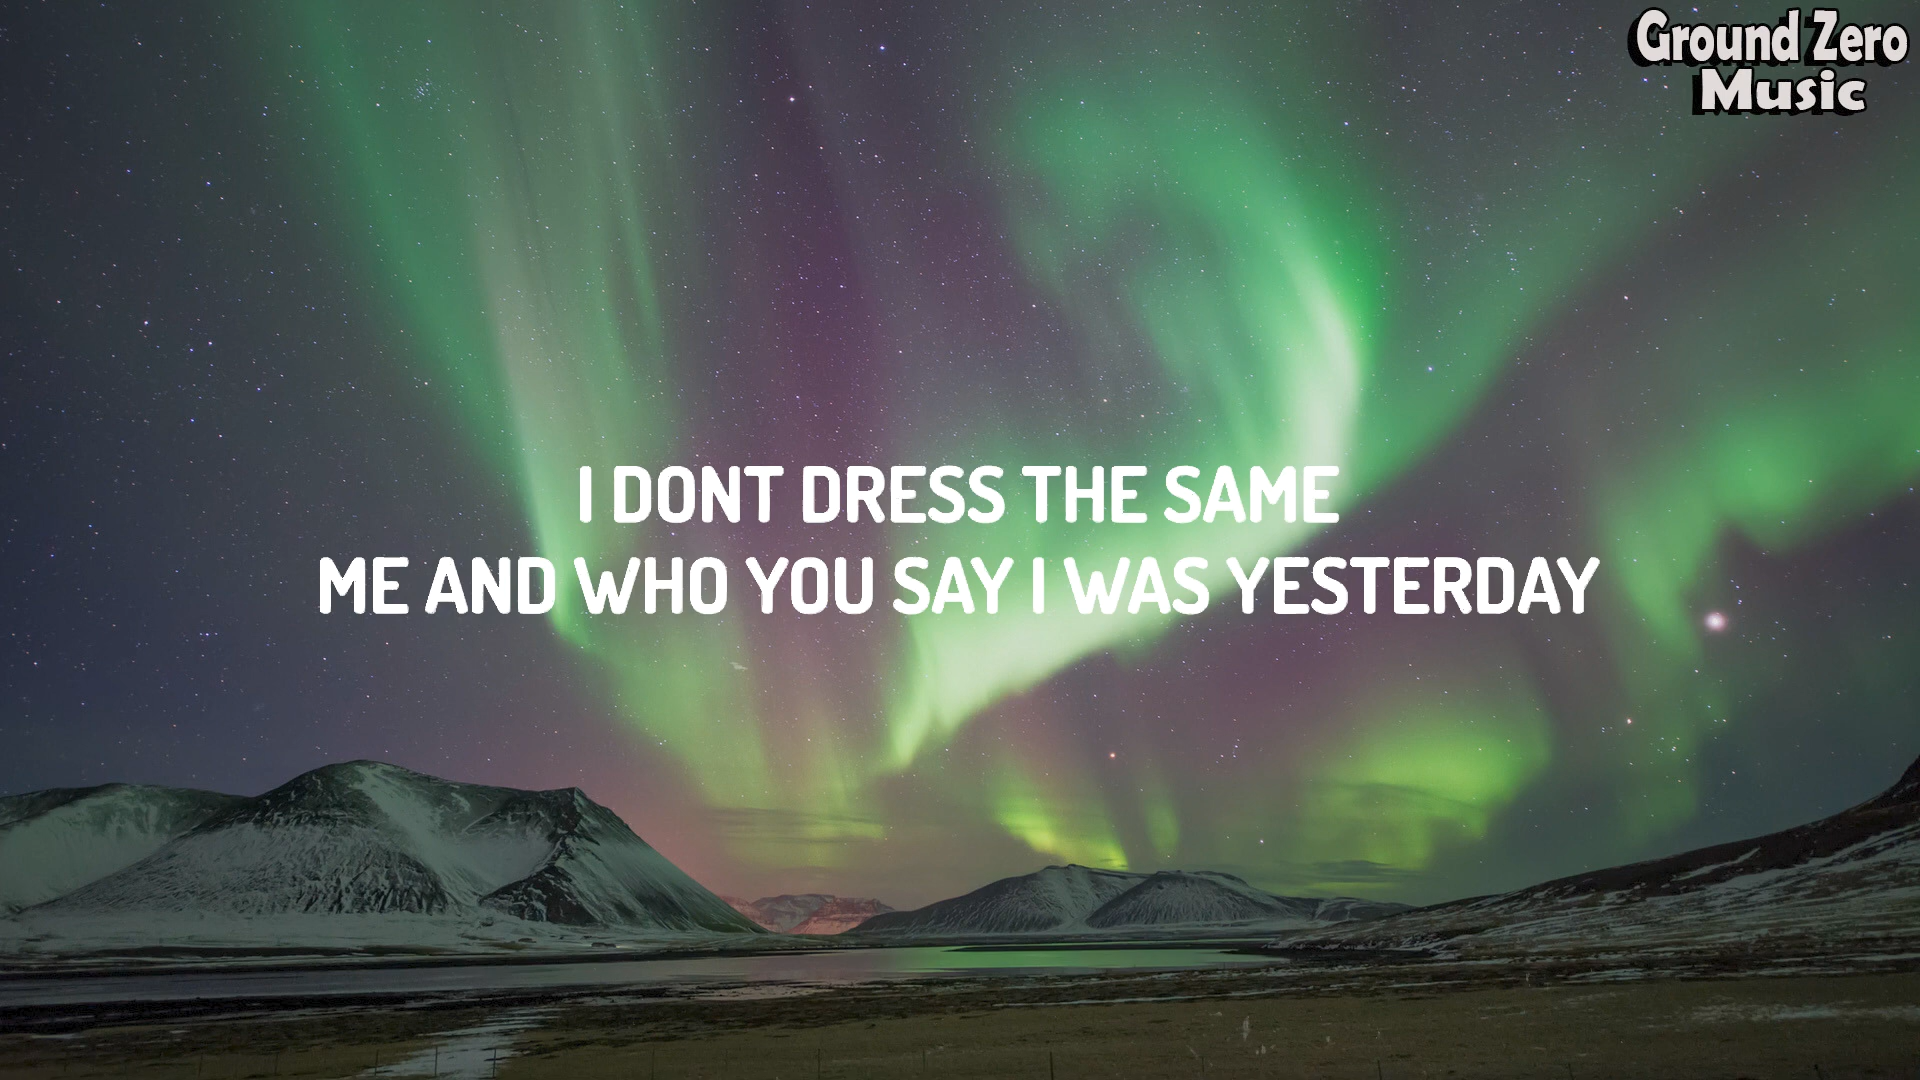 Ground Zero
Music
I DONT DRESS THE SAME
ME AND WHO YOU SAY I WAS YESTERDAY